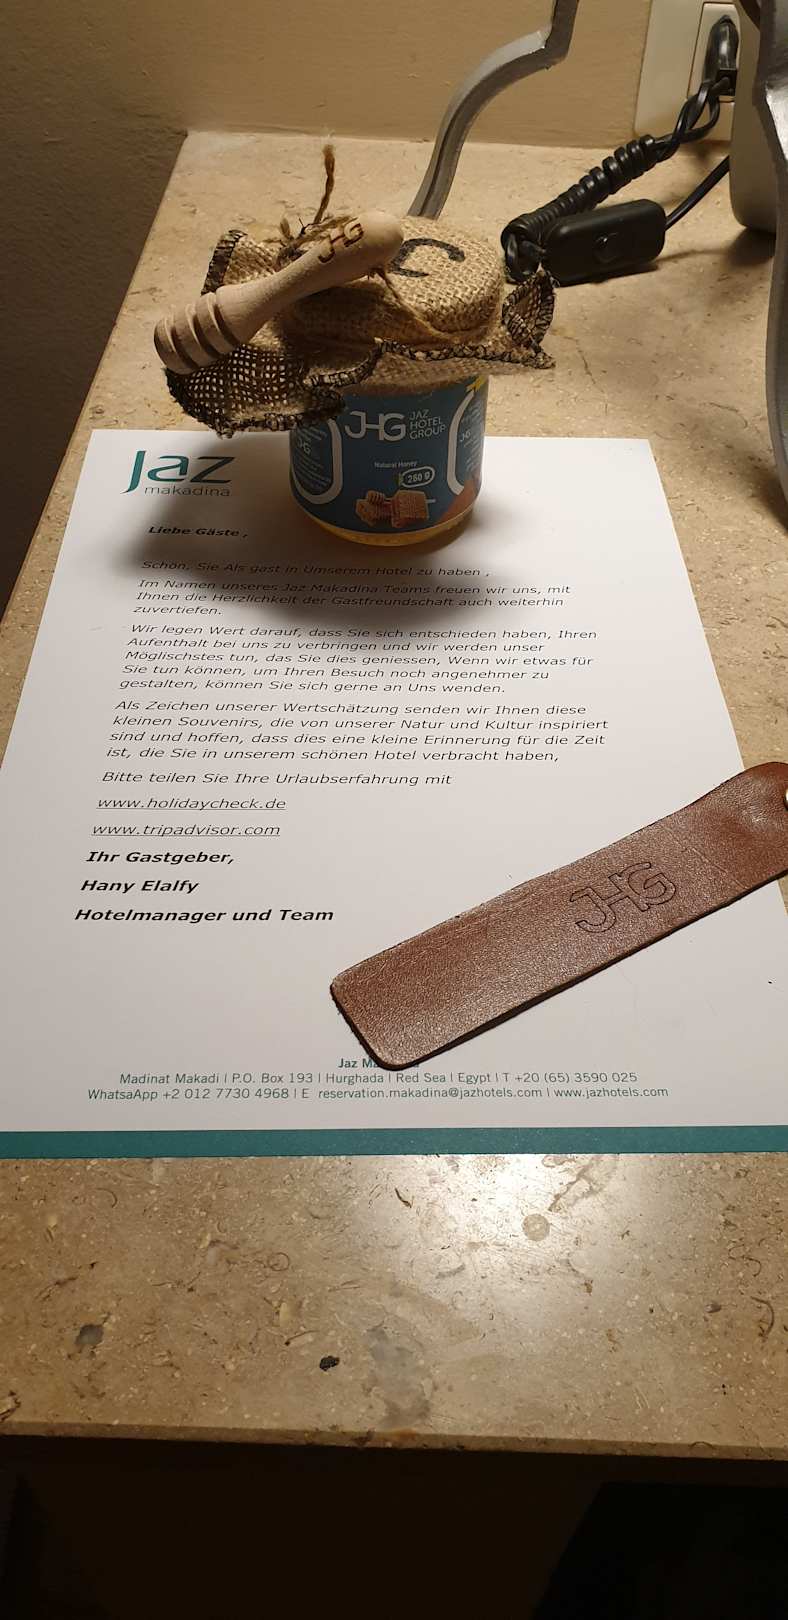 JHG
JHG
JAZ
HOTEL
GROUP
Natural Honey
250 g
Jaz
makadina
Liebe Gäste,
Schön, Sie Als gast in Umserem Hotel zu haben ,
Im Namen unseres Jaz Makadina Teams freuen wir uns, mit
Ihnen die Herzlichkeit der Gastfreundschaft auch weiterhin
zuvertiefen.
Wir legen Wert darauf, dass Sie sich entschieden haben, Ihren
Aufenthalt bei uns zu verbringen und wir werden unser
Möglischstes tun, das Sie dies geniessen, Wenn wir etwas für
Sie tun können, um Ihren Besuch noch angenehmer zu
gestalten, können Sie sich gerne an Uns wenden.
Als Zeichen unserer Wertschätzung senden wir Ihnen diese
kleinen Souvenirs, die von unserer Natur und Kultur inspiriert
sind und hoffen, dass dies eine kleine Erinnerung für die Zeit
ist, die Sie in unserem schönen Hotel verbracht haben,
Bitte teilen Sie Ihre Urlaubserfahrung mit
www.holidaycheck.de
www.tripadvisor.com
Ihr Gastgeber,
Hany Elalfy
Hotelmanager und Team
JHG
Jaz
Madinat Makadi | P.O. Box 193 | Hurghada | Red Sea | Egypt | T +20 (65) 3590 025
WhatsaApp +2 012 7730 4968 | E reservation.makadina@jazhotels.com | www.jazhotels.com